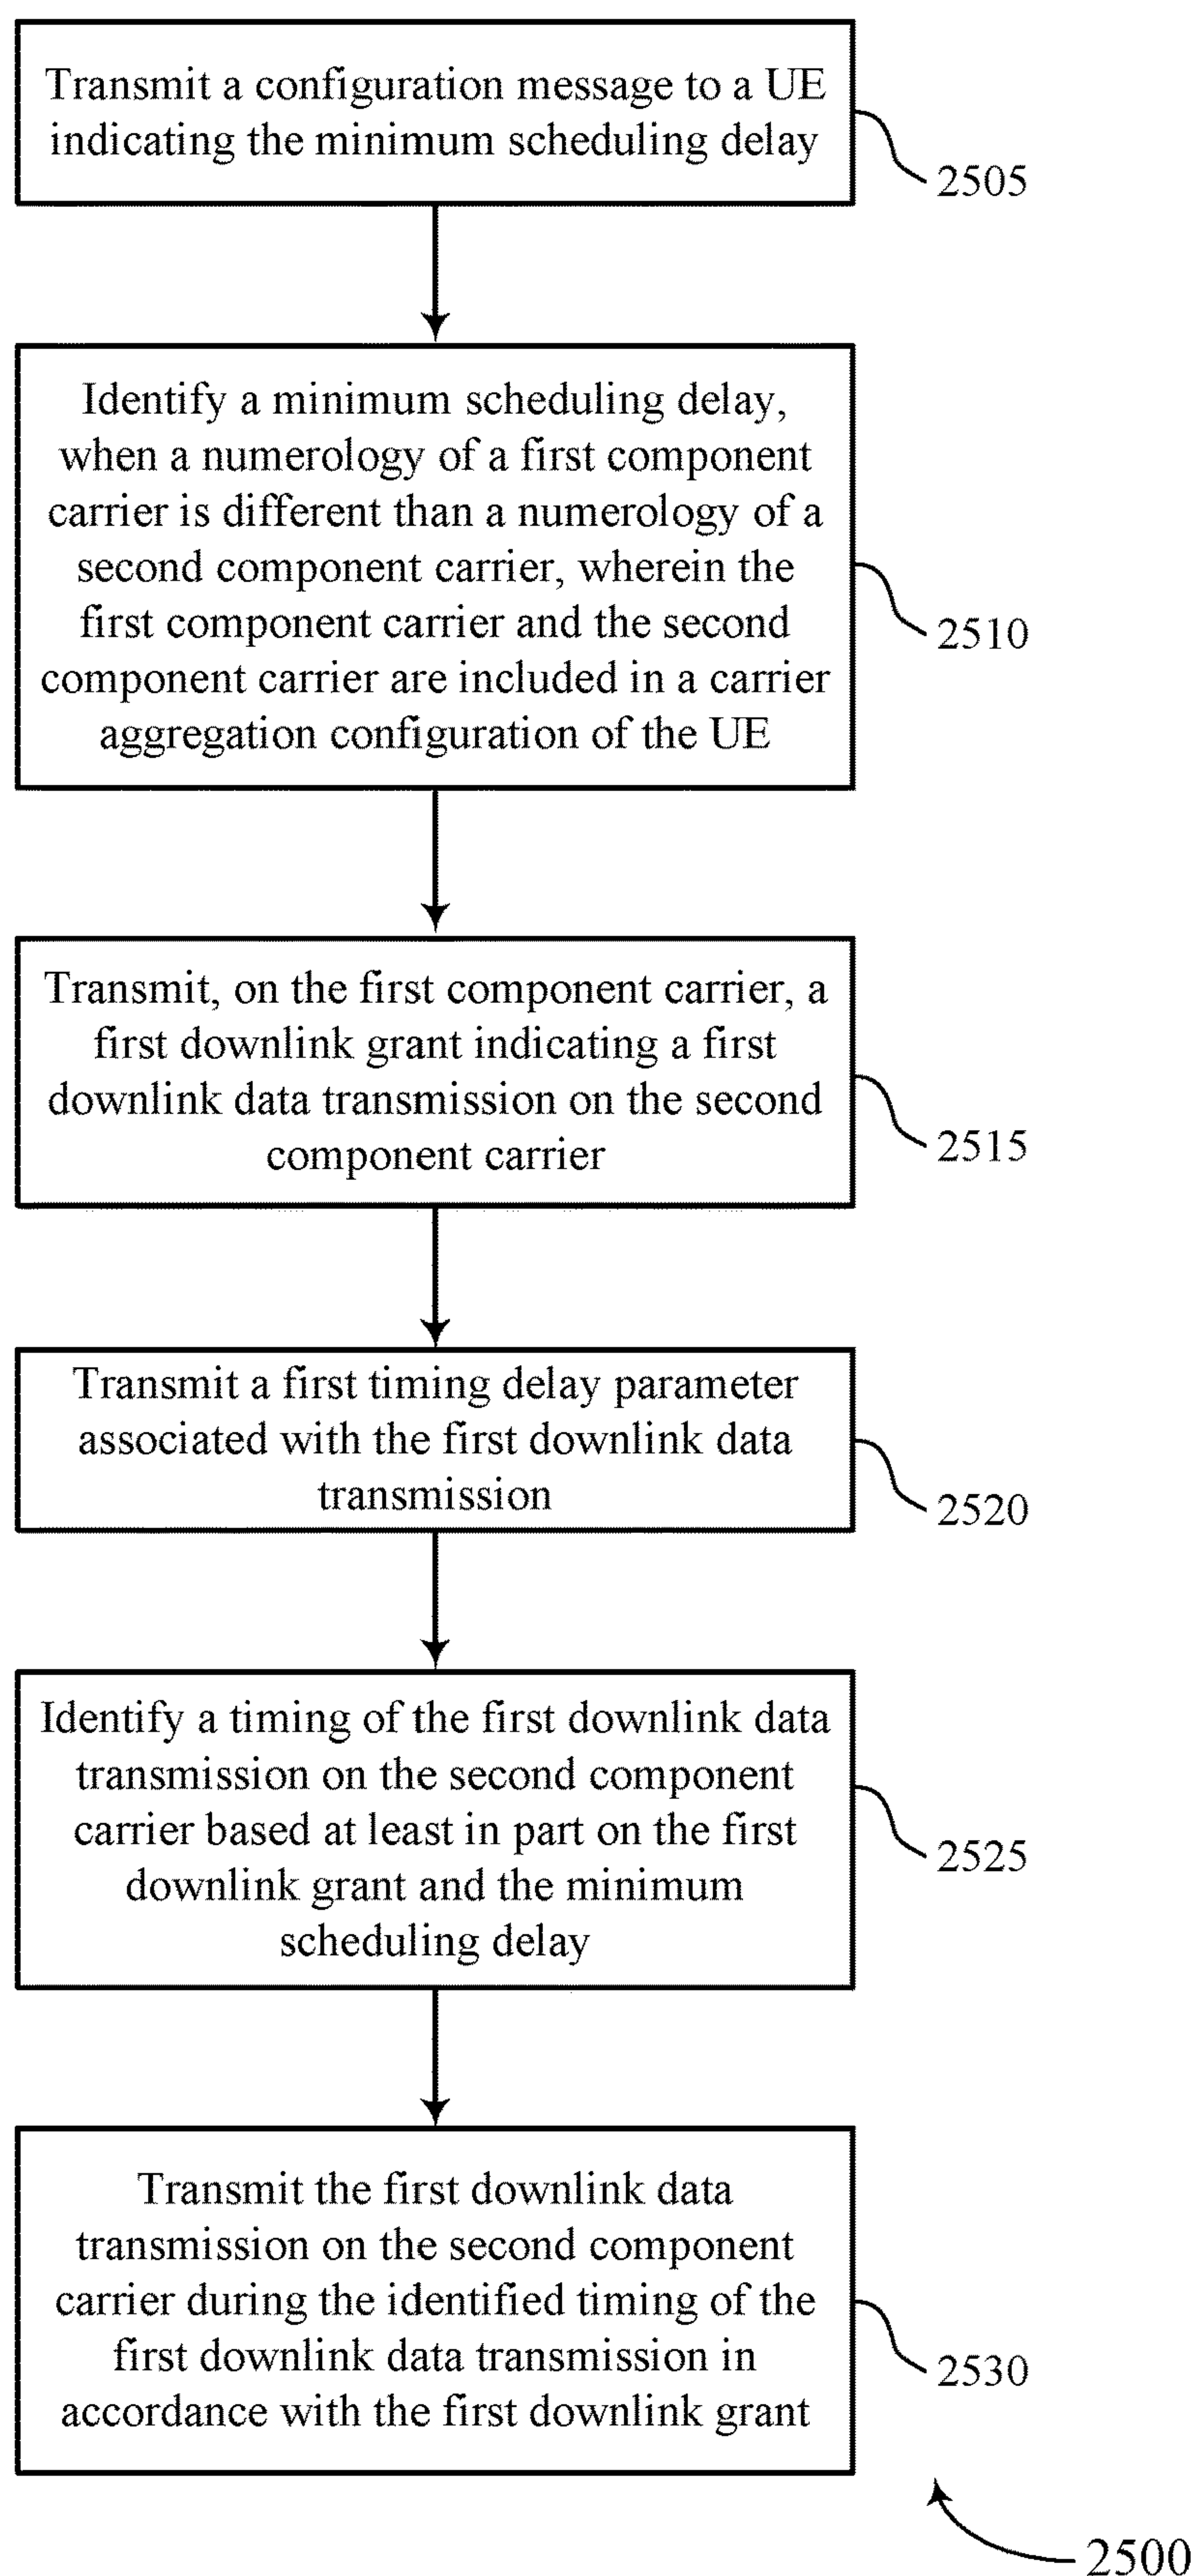 Transmit a configuration message to a UE
indicating the minimum scheduling delay
2505
Identify a minimum scheduling delay,
when a numerology of a first component
carrier is different than a numerology of a
second component carrier, wherein the
first component carrier and the second
component carrier are included in a carrier
aggregation configuration of the UE
2510
Transmit, on the first component carrier, a
first downlink grant indicating a first
downlink data transmission on the second
component carrier
2515
Transmit a first timing delay parameter
associated with the first downlink data
transmission
2520
Identify a timing of the first downlink data
transmission on the second component
carrier based at least in part on the first
downlink grant and the minimum
scheduling delay
2525
Transmit the first downlink data
transmission on the second component
carrier during the identified timing of the
first downlink data transmission in
accordance with the first downlink grant
2530
2500